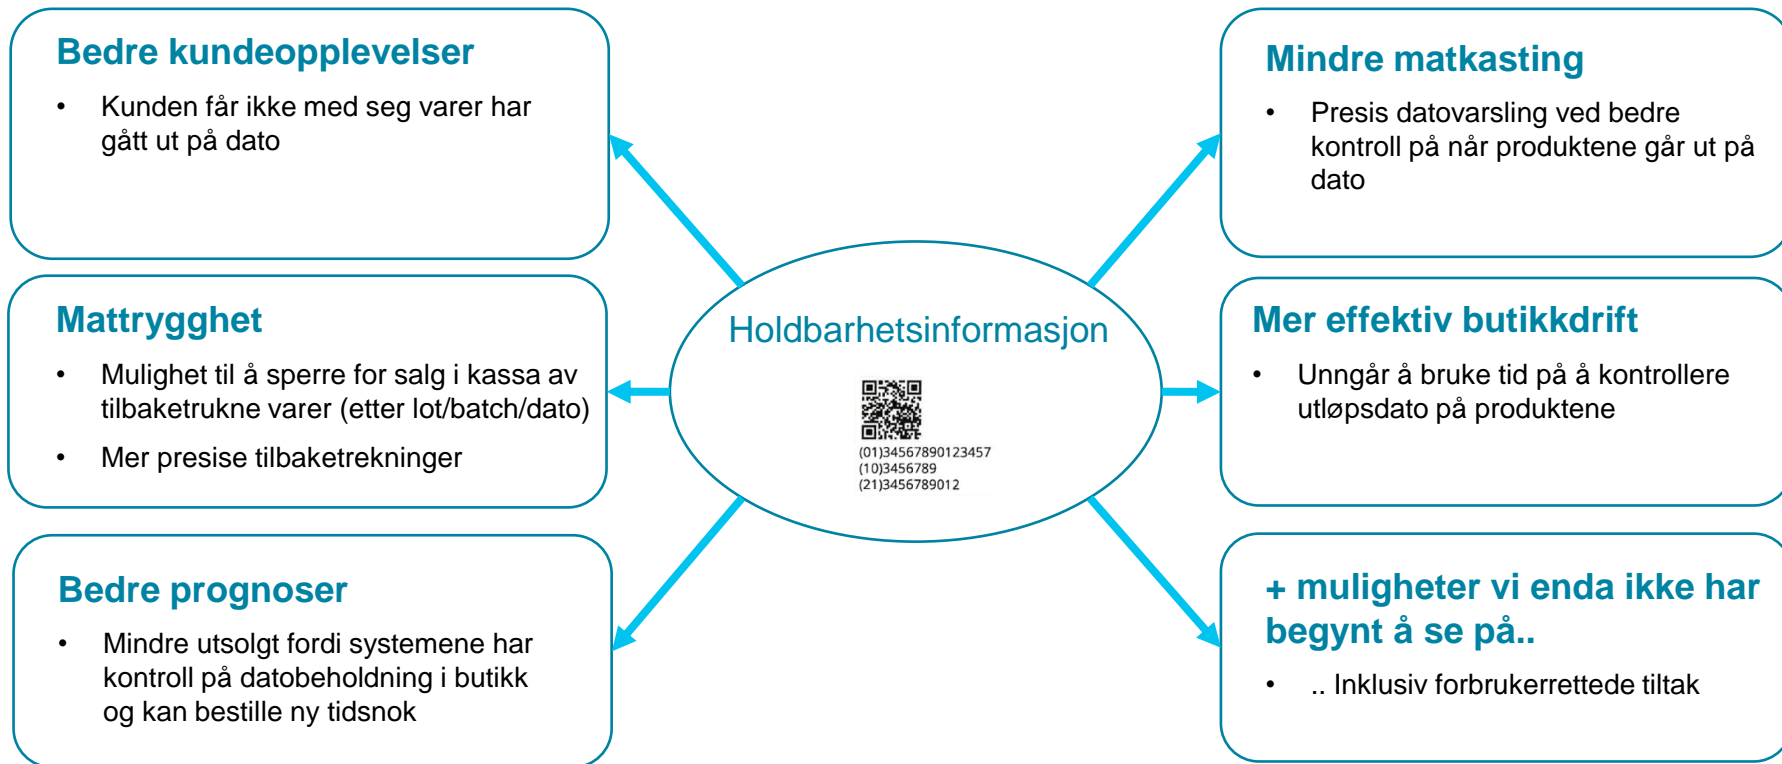 Bedre kundeopplevelser
• Kunden får ikke med seg varer har
gått ut på dato
Mattrygghet
• Mulighet til å sperre for salg i kassa av
tilbaketrukne varer (etter lot/batch/dato)
• Mer presise tilbaketrekninger
Bedre prognoser
• Mindre utsolgt fordi systemene har
kontroll på datobeholdning i butikk
og kan bestille ny tidsnok
Holdbarhetsinformasjon
(01)34567890123457
(10)3456789
(21)3456789012
Mindre matkasting
• Presis datovarsling ved bedre
kontroll på når produktene går ut på
dato
Mer effektiv butikkdrift
• Unngår å bruke tid på å kontrollere
utløpsdato på produktene
+ muligheter vi enda ikke har
begynt å se på..
• .. Inklusiv forbrukerrettede tiltak